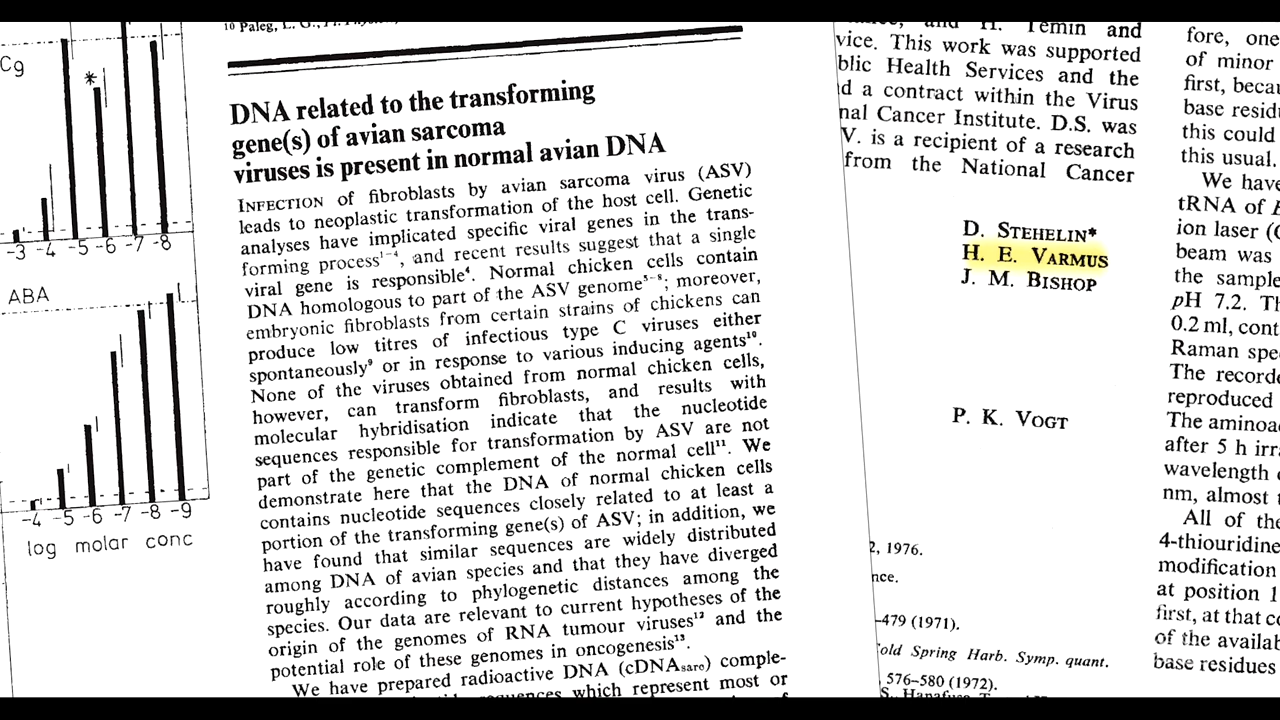 10 Paleg, L. G.,
Cg
*
-3 -4 -5 -6 -7 -8
ABA
-4 -5 -6 -7 -8 -9
log molar conc
DNA related to the transforming
gene(s) of avian sarcoma
viruses is present in normal avian DNA
INFECTION of fibroblasts by avian sarcoma virus (ASV)
leads to neoplastic transformation of the host cell. Genetic
analyses have implicated specific viral genes in the trans-
forming process¹⁻⁴, and recent results suggest that a single
viral gene is responsible⁴. Normal chicken cells contain
DNA homologous to part of the ASV genome⁵⁻⁸; moreover,
embryonic fibroblasts from certain strains of chickens can
produce low titres of infectious type C viruses either
spontaneously⁹ or in response to various inducing agents¹⁰.
None of the viruses obtained from normal chicken cells,
however, can transform fibroblasts, and results with
molecular hybridisation indicate that the nucleotide
sequences responsible for transformation by ASV are not
part of the genetic complement of the normal cell¹¹. We
demonstrate here that the DNA of normal chicken cells
contains nucleotide sequences closely related to at least a
portion of the transforming gene(s) of ASV; in addition, we
have found that similar sequences are widely distributed
among DNA of avian species and that they have diverged
roughly according to phylogenetic distances among the
species. Our data are relevant to current hypotheses of the
origin of the genomes of RNA tumour viruses¹² and the
potential role of these genomes in oncogenesis¹³.
We have prepared radioactive DNA (cDNAsarc) comple-
which represent most or
and H. Temin and
vice. This work was supported
blic Health Services and the
d a contract within the Virus
nal Cancer Institute. D.S. was
V. is a recipient of a research
from the National Cancer
D. STEHELIN*
H. E. VARMUS
J. M. BISHOP
P. K. VOGT
2, 1976.
nce.
-479 (1971).
old Spring Harb. Symp. quant.
576-580 (1972).
S., Hanafusa, T.
fore, one
of minor
first, becau
base residu
this could
this usual.
We have
tRNA of E
ion laser (
beam was
the sample
pH 7.2. Th
0.2 ml, cont
Raman spe
The recorde
reproduced
The aminoac
after 5 h irra
wavelength
nm, almost t
All of the
4-thiouridine
modification
at position 1
first, at that co
of the availab
base residues